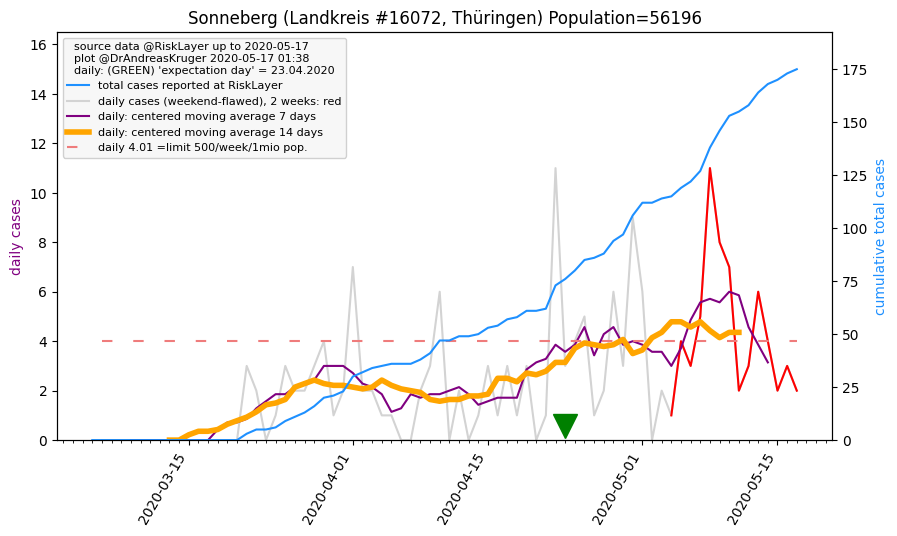 Sonneberg (Landkreis #16072, Thüringen) Population=56196
source data @RiskLayer up to 2020-05-17
plot @DrAndreasKruger 2020-05-17 01:38
daily: (GREEN) 'expectation day' = 23.04.2020
total cases reported at RiskLayer
daily cases (weekend-flawed), 2 weeks: red
daily: centered moving average 7 days
daily: centered moving average 14 days
daily 4.01 =limit 500/week/1mio pop.
daily cases
16
14
12
10
8
6
4
2
0
175
150
125
100
75
50
25
0
cumulative total cases
2020-03-15
2020-04-01
2020-04-15
2020-05-01
2020-05-15